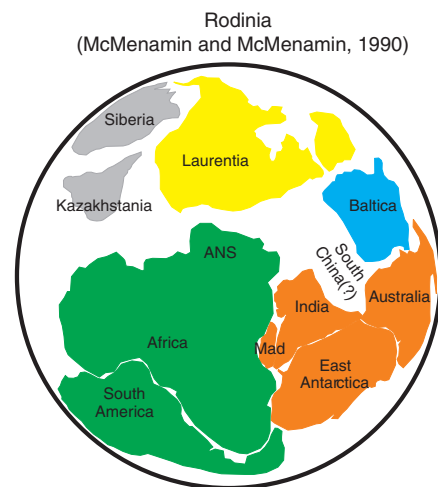 Rodinia
(McMenamin and McMenamin, 1990)
Siberia
Laurentia
Kazakhstania
Baltica
South
China(?)
ANS
Australia
India
Africa
Mad
East
Antarctica
South
America